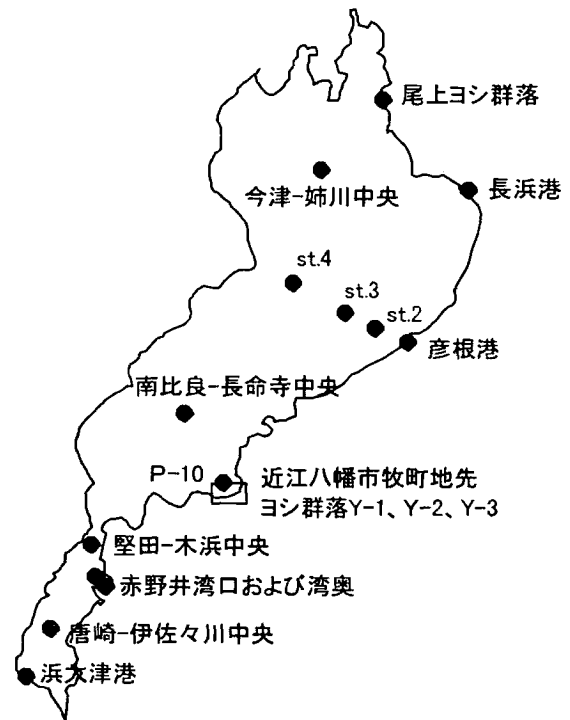 尾上ヨシ群落
長浜港
今津-姉川中央
st.4
st.3
st.2
彦根港
南比良-長命寺中央
P-10
近江八幡市牧町地先
ヨシ群落Y-1、Y-2、Y-3
堅田-木浜中央
赤野井湾口および湾奥
唐崎-伊佐々川中央
浜大津港